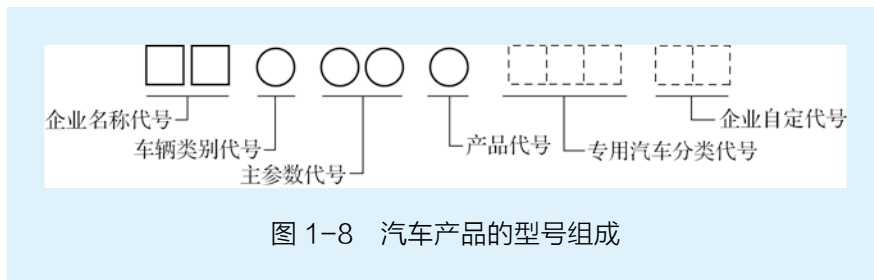 企业名称代号
车辆类别代号
主参数代号
产品代号
专用汽车分类代号
企业自定代号
图 1-8 汽车产品的型号组成